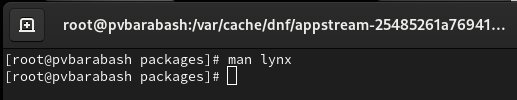 root@pvbarabash:/var/cache/dnf/appstream-25485261a76941...
[root@pvbarabash packages]# man lynx
[root@pvbarabash packages]#